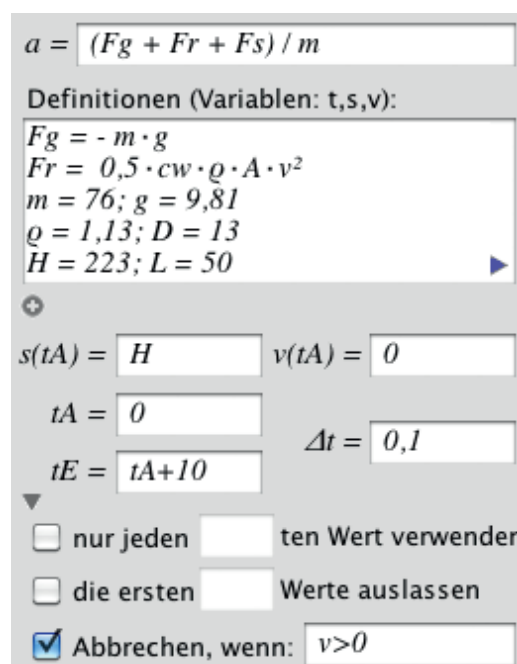 a = (Fg + Fr + Fs) / m
Definitionen (Variablen: t,s,v):
Fg = - m · g
Fr = 0,5 · cw · ϱ · A · v²
m = 76; g = 9,81
ϱ = 1,13; D = 13
H = 223; L = 50
s(tA) = H v(tA) = 0
tA = 0
Δt = 0,1
tE = tA+10
nur jeden ten Wert verwenden
die ersten Werte auslassen
Abbrechen, wenn: v>0